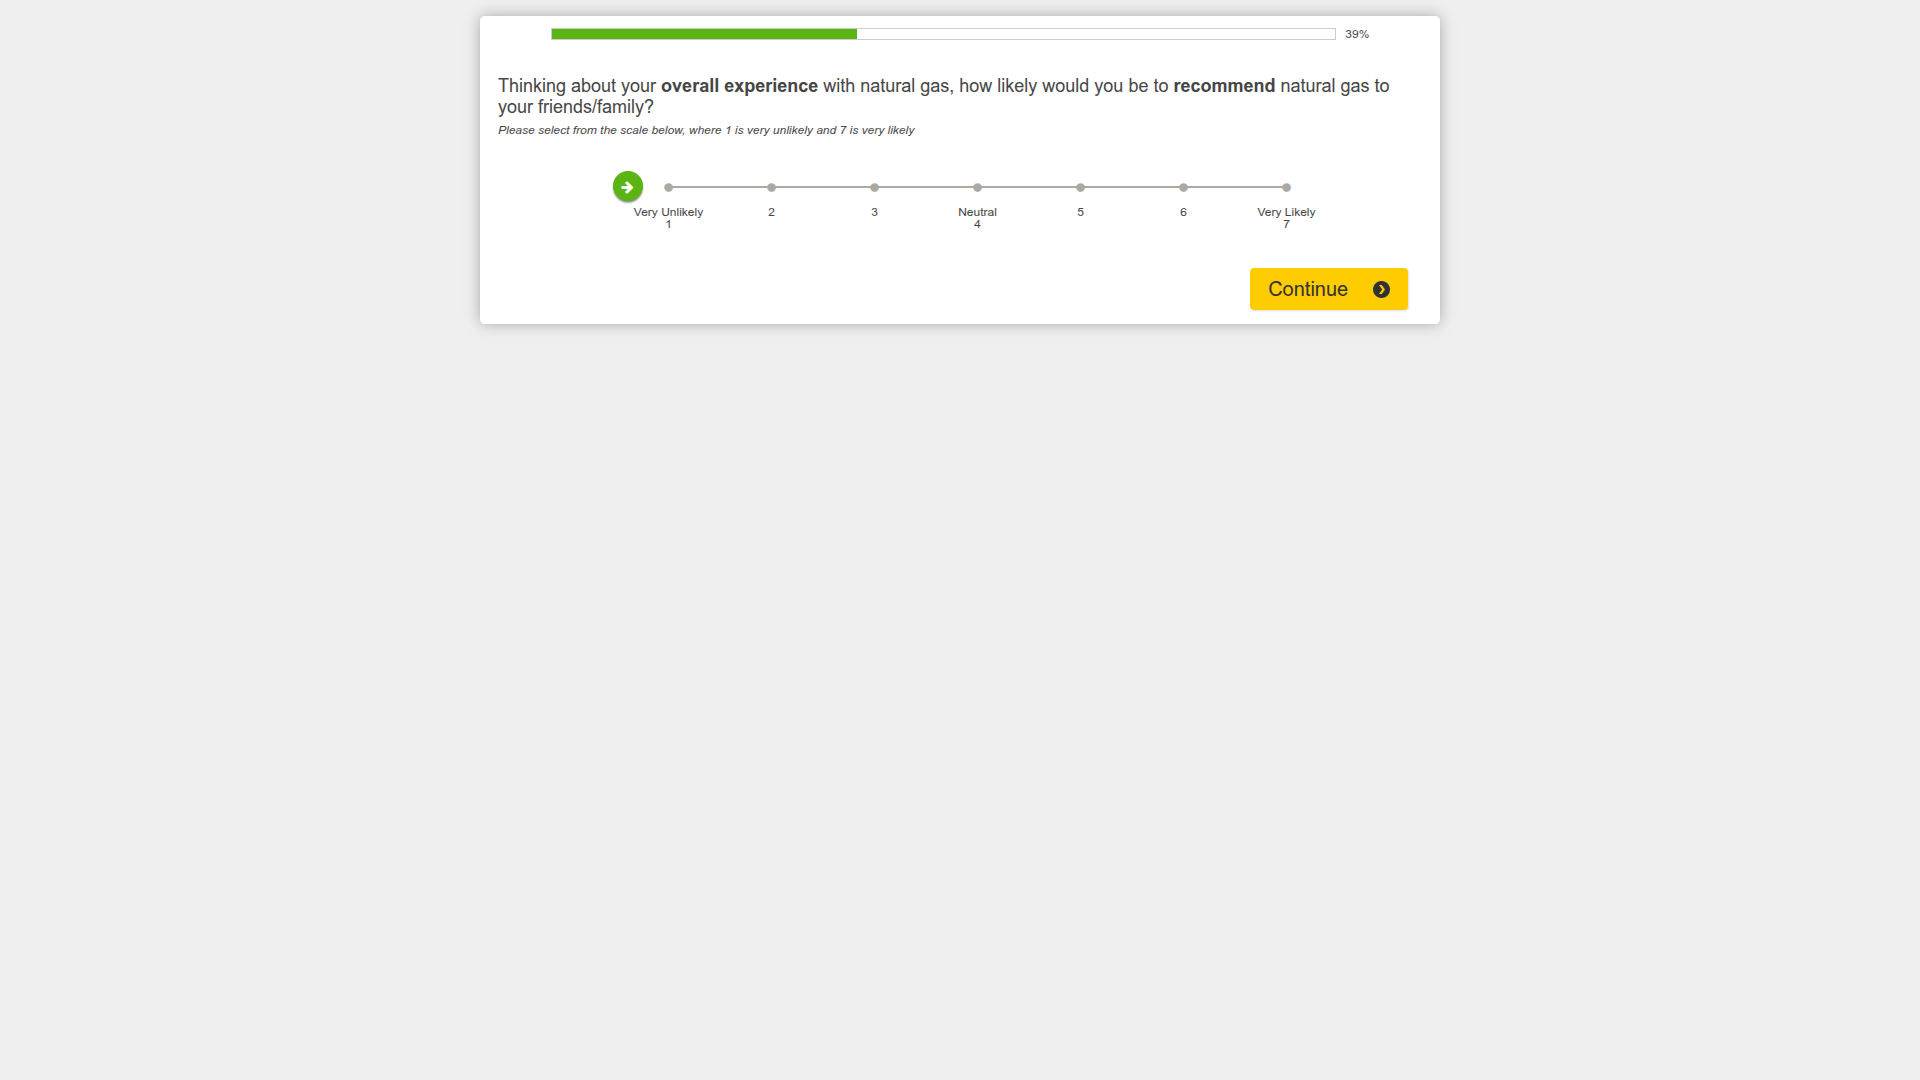 39%
Thinking about your overall experience with natural gas, how likely would you be to recommend natural gas to
your friends/family?
Please select from the scale below, where 1 is very unlikely and 7 is very likely
Very Unlikely 2 3 Neutral 5 6 Very Likely
1 4 7
Continue